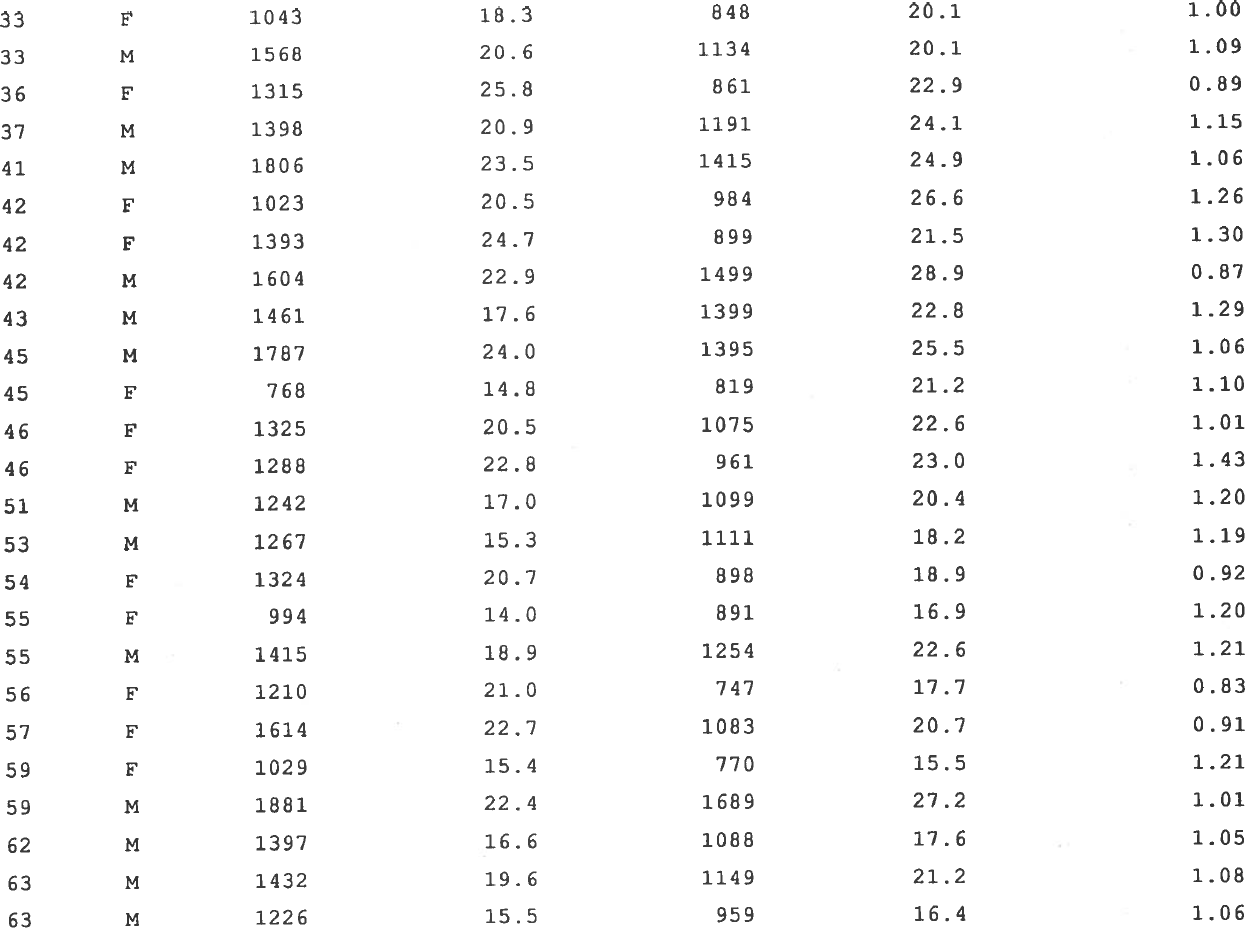 33 F 1043 18.3 848 20.1 1.00
33 M 1568 20.6 1134 20.1 1.09
36 F 1315 25.8 861 22.9 0.89
37 M 1398 20.9 1191 24.1 1.15
41 M 1806 23.5 1415 24.9 1.06
42 F 1023 20.5 984 26.6 1.26
42 F 1393 24.7 899 21.5 1.30
42 M 1604 22.9 1499 28.9 0.87
43 M 1461 17.6 1399 22.8 1.29
45 M 1787 24.0 1395 25.5 1.06
45 F 768 14.8 819 21.2 1.10
46 F 1325 20.5 1075 22.6 1.01
46 F 1288 22.8 961 23.0 1.43
51 M 1242 17.0 1099 20.4 1.20
53 M 1267 15.3 1111 18.2 1.19
54 F 1324 20.7 898 18.9 0.92
55 F 994 14.0 891 16.9 1.20
55 M 1415 18.9 1254 22.6 1.21
56 F 1210 21.0 747 17.7 0.83
57 F 1614 22.7 1083 20.7 0.91
59 F 1029 15.4 770 15.5 1.21
59 M 1881 22.4 1689 27.2 1.01
62 M 1397 16.6 1088 17.6 1.05
63 M 1432 19.6 1149 21.2 1.08
63 M 1226 15.5 959 16.4 1.06